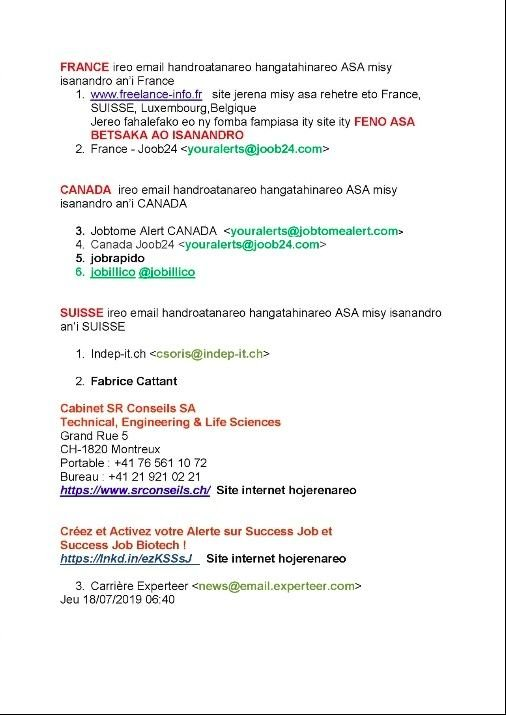 FRANCE ireo email handroatanareo hangatahinareo ASA misy
isanandro an'i France
1. www.freelance-info.fr site jerena misy asa rehetre eto France,
SUISSE, Luxembourg,Belgique
Jereo fahalefako eo ny fomba fampiasa ity site ity FENO ASA
BETSAKA AO ISANANDRO
2. France - Joob24 <youralerts@joob24.com>
CANADA ireo email handroatanareo hangatahinareo ASA misy
isanandro an'i CANADA
3. Jobtome Alert CANADA <youralerts@jobtomealert.com>
4. Canada Joob24 <youralerts@joob24.com>
5. jobrapido
6. jobillico @jobillico
SUISSE ireo email handroatanareo hangatahinareo ASA misy isanandro
an'i SUISSE
1. Indep-it.ch <csoris@indep-it.ch>
2. Fabrice Cattant
Cabinet SR Conseils SA
Technical, Engineering & Life Sciences
Grand Rue 5
CH-1820 Montreux
Portable : +41 76 561 10 72
Bureau : +41 21 921 02 21
https://www.srconseils.ch/ Site internet hojerenareo
Créez et Activez votre Alerte sur Success Job et
Success Job Biotech !
https://lnkd.in/ezKSSsJ Site internet hojerenareo
3. Carrière Experteer <news@email.experteer.com>
Jeu 18/07/2019 06:40